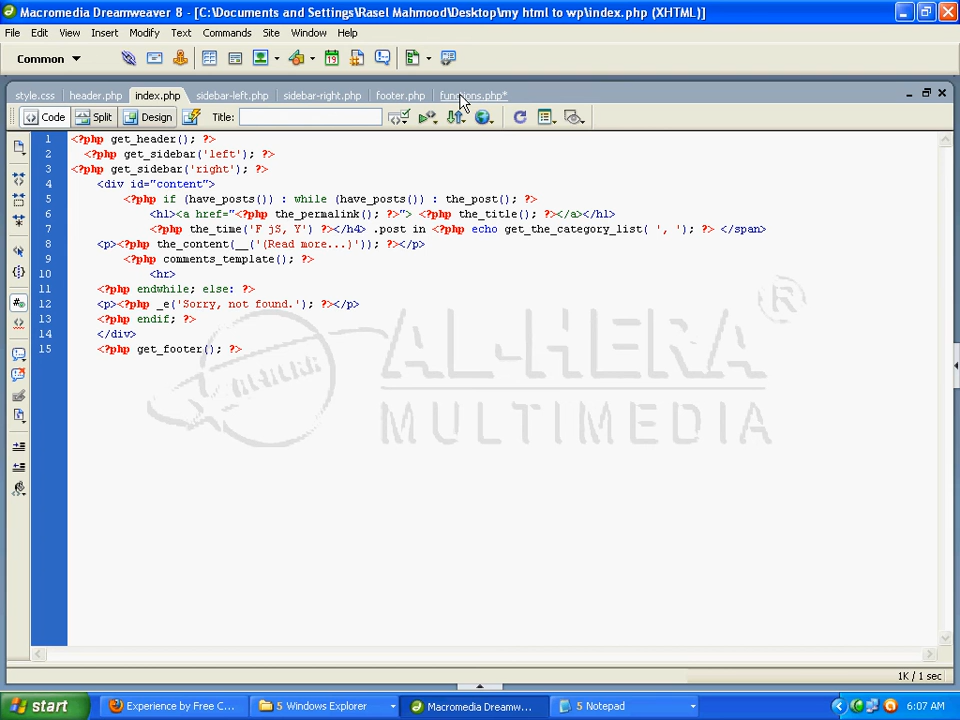 Macromedia Dreamweaver 8 - [C:\Documents and Settings\Rasel Mahmood\Desktop\my html to wp\index.php (XHTML)]
File Edit View Insert Modify Text Commands Site Window Help
Common
style.css header.php index.php sidebar-left.php sidebar-right.php footer.php functions.php*
Code Split Design Title:
1 <?php get_header(); ?>
2 <?php get_sidebar('left'); ?>
3 <?php get_sidebar('right'); ?>
4 <div id="content">
5 <?php if (have_posts()) : while (have_posts()) : the_post(); ?>
6 <h1><a href="<?php the_permalink(); ?>"> <?php the_title(); ?></a></h1>
7 <?php the_time('F jS, Y') ?></h4> .post in <?php echo get_the_category_list( ', '); ?> </span>
8 <p><?php the_content(__('(Read more...)')); ?></p>
9 <?php comments_template(); ?>
10 <hr>
11 <?php endwhile; else: ?>
12 <p><?php _e('Sorry, not found.'); ?></p>
13 <?php endif; ?>
14 </div>
15 <?php get_footer(); ?>
AL-HERA
R
MULTIMEDIA
1K / 1 sec
start Experience by Free C... 5 Windows Explorer Macromedia Dreamw... 5 Notepad 6:07 AM